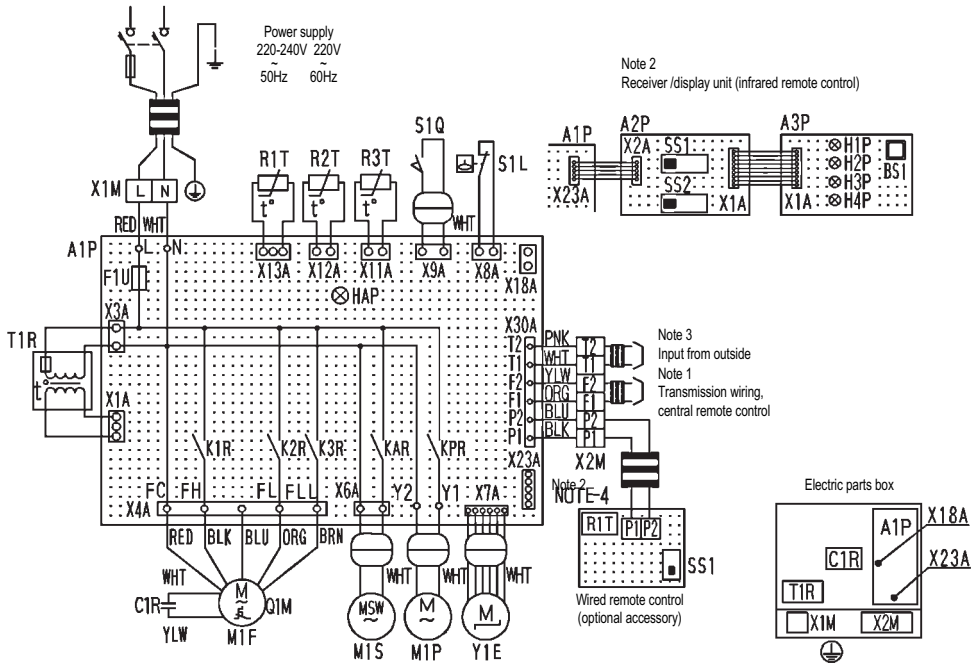 Power supply
220-240V 220V
~ ~
50Hz 60Hz
Note 2
Receiver /display unit (infrared remote control)
A1P
X23A
A2P
X2A
SS1
SS2
X1A
A3P
X1A
H1P
H2P
H3P
H4P
BS1
R1T
t°
R2T
t°
R3T
t°
S1Q
WHT
S1L
X1M
L N
RED WHT
A1P
L N
F1U
X13A
X12A
X11A
X9A
X8A
X18A
HAP
X3A
T1R
t°
X1A
X30A
T2 PNK T2
T1 WHT T1
F2 YLW F2
F1 ORG F1
P2 BLU P2
P1 BLK P1
X23A
X2M
Note 3
Input from outside
Note 1
Transmission wiring,
central remote control
K1R
K2R
K3R
KAR
KPR
FC FH FL FLL
X4A
X6A
Y2 Y1
X7A
Note 2
NOTE-4
R1T
P1 P2
SS1
Wired remote control
(optional accessory)
RED BLK BLU ORG BRN
WHT
C1R
YLW
M
~
Q1M
M1F
WHT
MSW
~
M1S
WHT
M
~
M1P
WHT
M
Y1E
Electric parts box
A1P
X18A
X23A
C1R
T1R
X1M
X2M